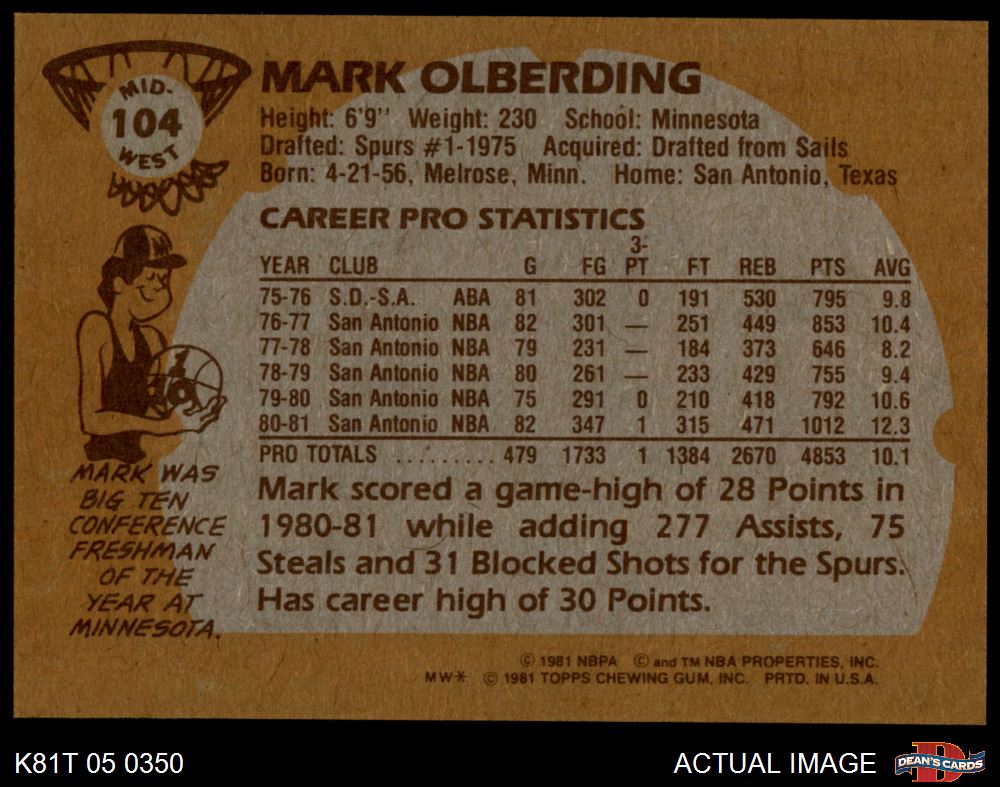 MID-
104
WEST
MARK OLBERDING
Height: 6'9'' Weight: 230 School: Minnesota
Drafted: Spurs #1-1975 Acquired: Drafted from Sails
Born: 4-21-56, Melrose, Minn. Home: San Antonio, Texas
CAREER PRO STATISTICS
YEAR CLUB G FG 3-PT FT REB PTS AVG
75-76 S.D.-S.A. ABA 81 302 0 191 530 795 9.8
76-77 San Antonio NBA 82 301 — 251 449 853 10.4
77-78 San Antonio NBA 79 231 — 184 373 646 8.2
78-79 San Antonio NBA 80 261 — 233 429 755 9.4
79-80 San Antonio NBA 75 291 0 210 418 792 10.6
80-81 San Antonio NBA 82 347 1 315 471 1012 12.3
PRO TOTALS .......... 479 1733 1 1384 2670 4853 10.1
Mark scored a game-high of 28 Points in
1980-81 while adding 277 Assists, 75
Steals and 31 Blocked Shots for the Spurs.
Has career high of 30 Points.
M
1
10
MARK WAS
BIG TEN
CONFERENCE
FRESHMAN
OF THE
YEAR AT
MINNESOTA.
© 1981 NBPA © and TM NBA PROPERTIES, INC.
MW* © 1981 TOPPS CHEWING GUM, INC. PRTD. IN U.S.A.
K81T 05 0350
ACTUAL IMAGE
DEAN'S CARDS